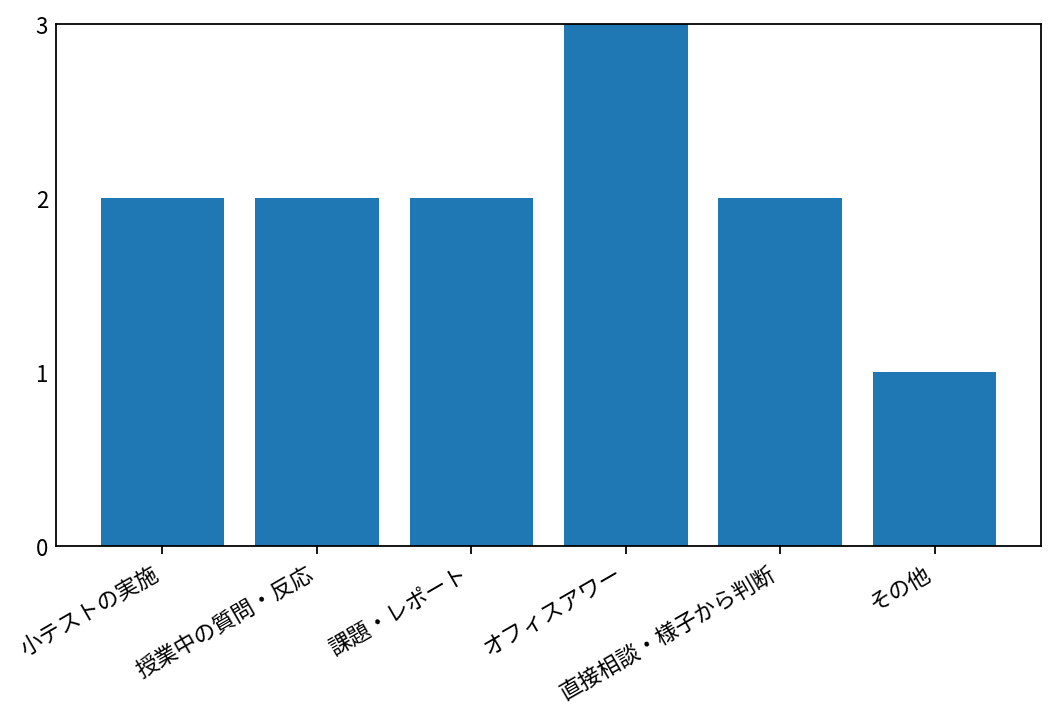 3
2
1
0
小テストの実施
授業中の質問・反応
課題・レポート
オフィスアワー
直接相談・様子から判断
その他